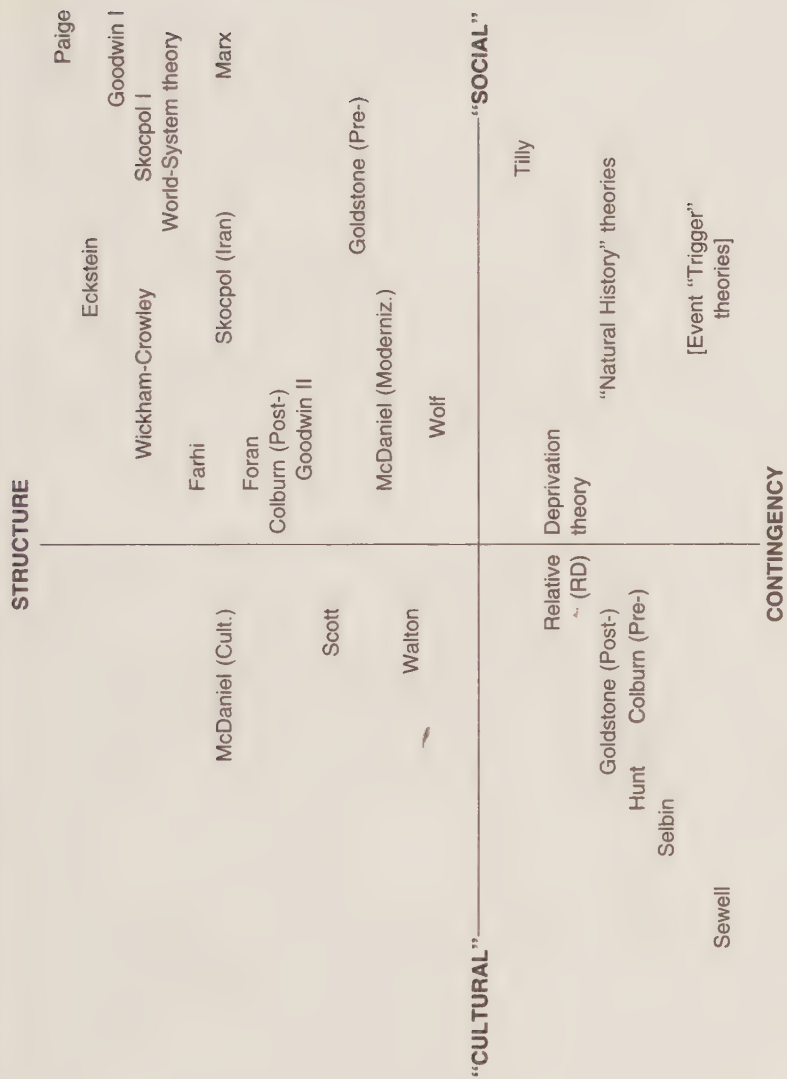 STRUCTURE
Paige
Eckstein
Goodwin I
Skocpol I
Wickham-Crowley
World-System theory
Farhi
McDaniel (Cult.)
Skocpol (Iran)
Marx
Foran
Colburn (Post-)
Goodwin II
Scott
Goldstone (Pre-)
McDaniel (Moderniz.)
Walton
Wolf
"CULTURAL"
"SOCIAL"
Tilly
Relative Deprivation
(RD) theory
Goldstone (Post-)
"Natural History" theories
Hunt
Colburn (Pre-)
Selbin
[Event "Trigger"
theories]
Sewell
CONTINGENCY